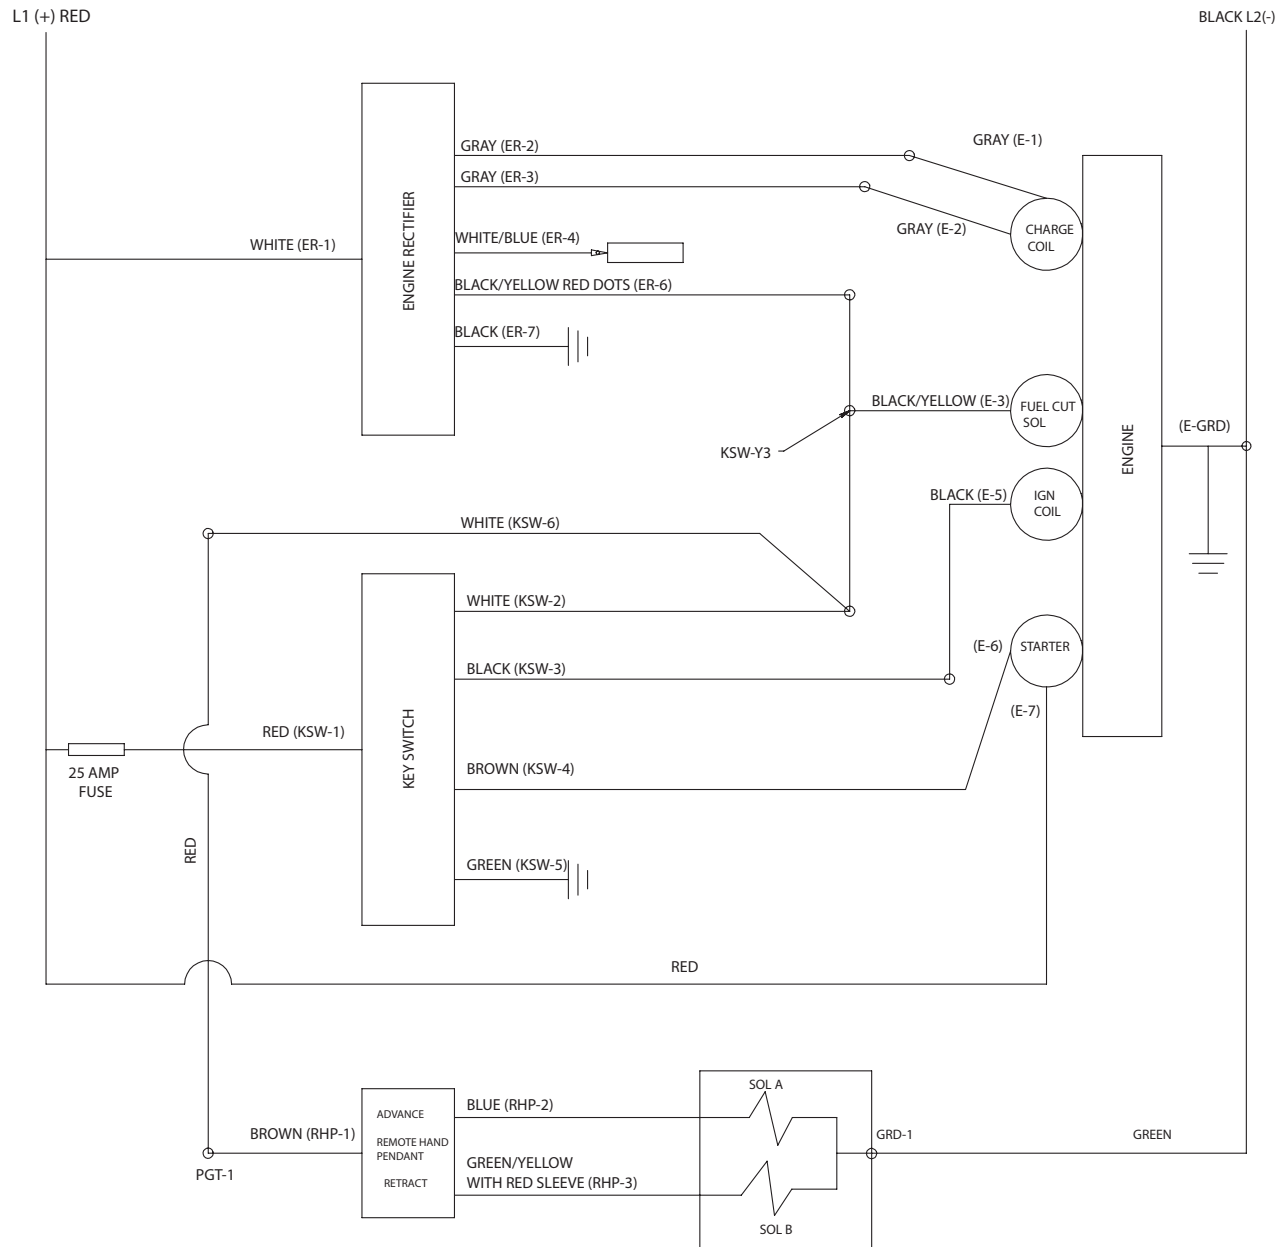 L1 (+) RED
BLACK L2(-)
GRAY (ER-2)
GRAY (E-1)
GRAY (ER-3)
GRAY (E-2)
CHARGE
COIL
WHITE (ER-1)
ENGINE RECTIFIER
WHITE/BLUE (ER-4)
BLACK/YELLOW RED DOTS (ER-6)
BLACK (ER-7)
BLACK/YELLOW (E-3)
FUEL CUT
SOL
KSW-Y3
ENGINE
(E-GRD)
BLACK (E-5)
IGN
COIL
WHITE (KSW-6)
WHITE (KSW-2)
BLACK (KSW-3)
(E-6)
STARTER
(E-7)
RED (KSW-1)
KEY SWITCH
25 AMP
FUSE
BROWN (KSW-4)
RED
GREEN (KSW-5)
RED
SOL A
ADVANCE
BLUE (RHP-2)
BROWN (RHP-1)
REMOTE HAND
PENDANT
GRD-1
GREEN
PGT-1
RETRACT
GREEN/YELLOW
WITH RED SLEEVE (RHP-3)
SOL B